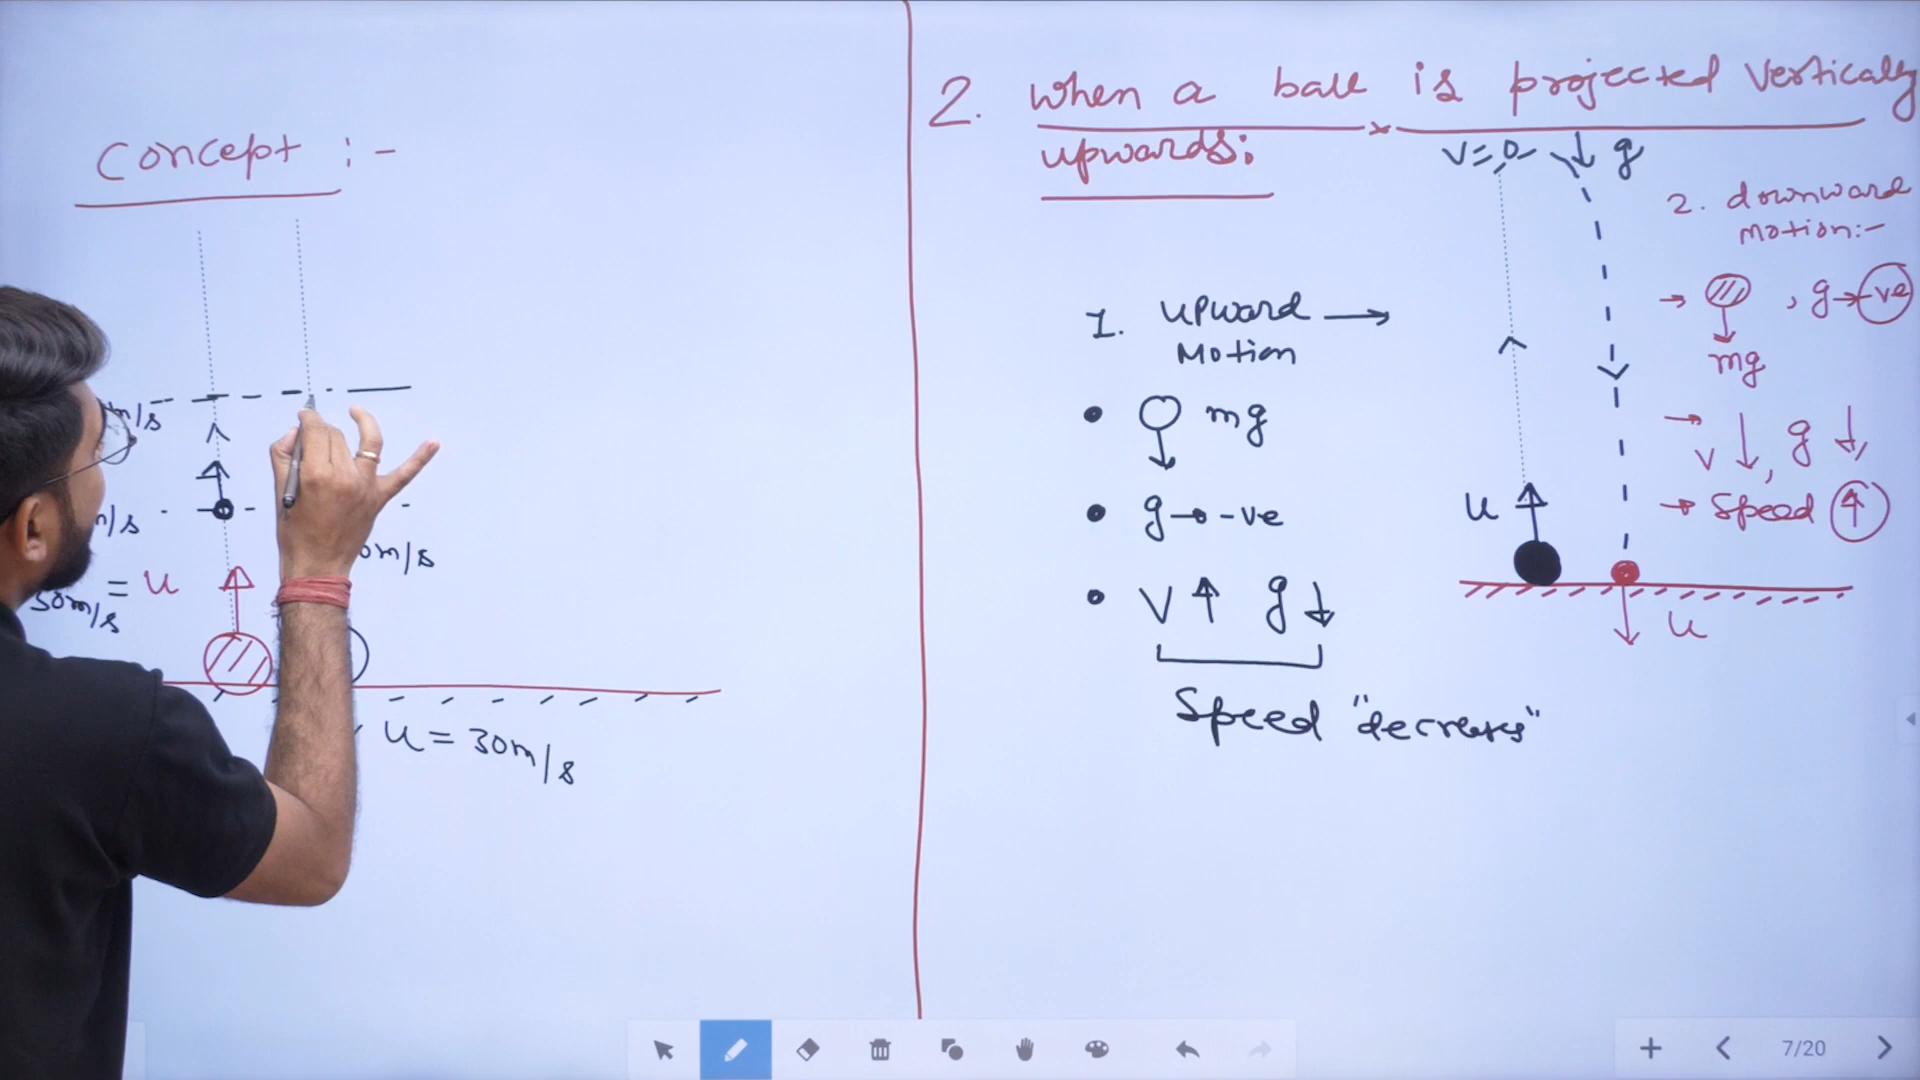 Concept :-
m/s
m/s
30m/s = u
0m/s
u = 30m/s
2. When a ball is projected vertically
upwards:
v=0
g
1. upward
Motion
mg
g → -ve
v ↑ g ↓
Speed "decreases"
u
u
2. downward
Motion:-
→ , g → -ve
mg
→ v ↓, g ↓,
→ Speed ↑
7/20